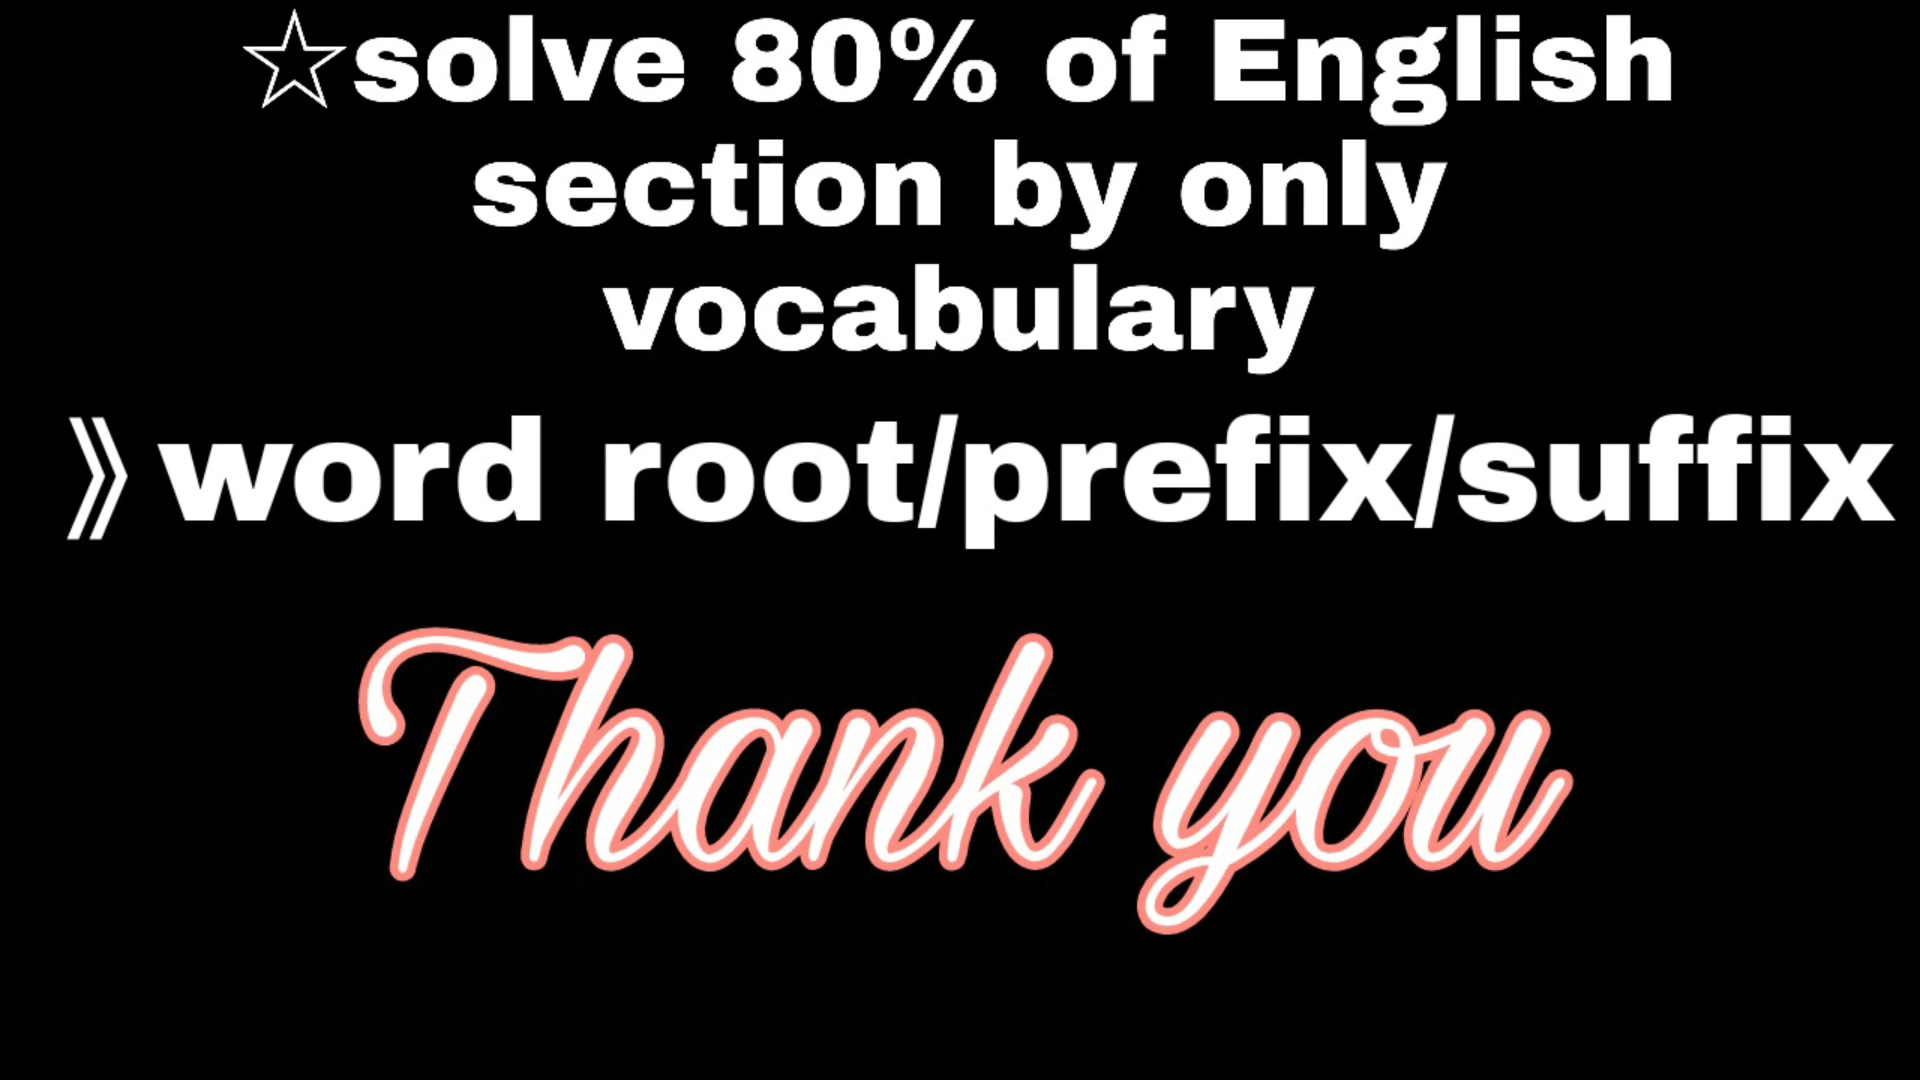 ☆solve 80% of English
section by only
vocabulary
》word root/prefix/suffix
Thank you